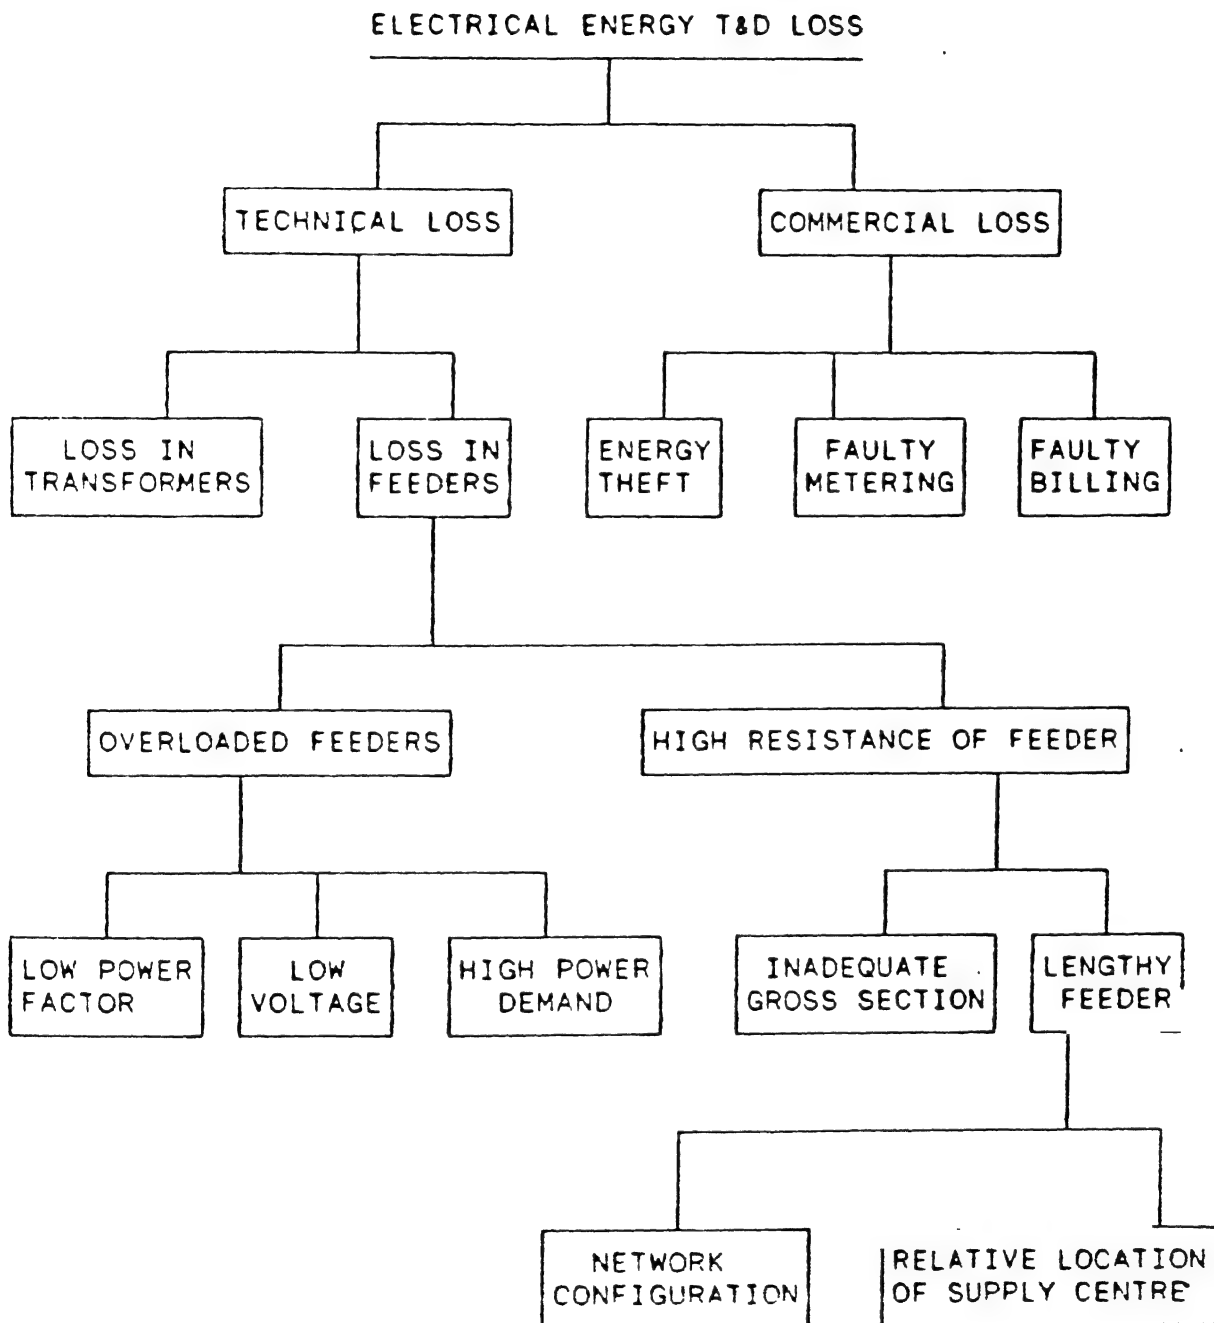 ELECTRICAL ENERGY T&D LOSS
TECHNICAL LOSS
COMMERCIAL LOSS
LOSS IN
TRANSFORMERS
LOSS IN
FEEDERS
ENERGY
THEFT
FAULTY
METERING
FAULTY
BILLING
OVERLOADED FEEDERS
HIGH RESISTANCE OF FEEDER
LOW POWER
FACTOR
LOW
VOLTAGE
HIGH POWER
DEMAND
INADEQUATE
GROSS SECTION
LENGTHY
FEEDER
NETWORK
CONFIGURATION
RELATIVE LOCATION
OF SUPPLY CENTRE